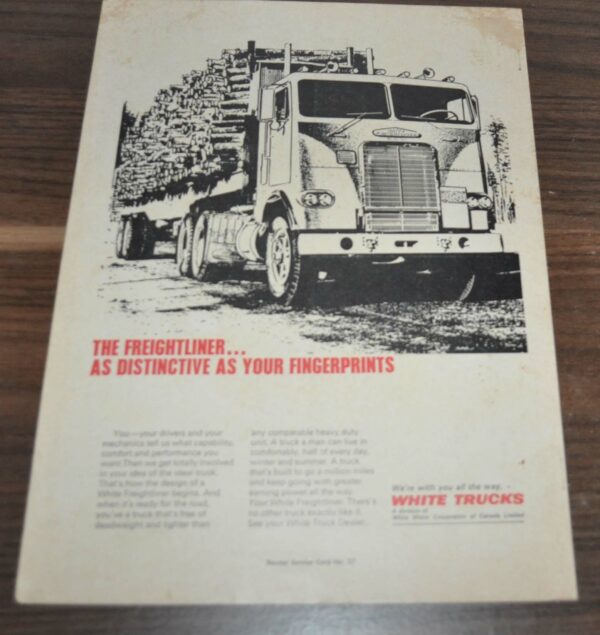 THE FREIGHTLINER...
AS DISTINCTIVE AS YOUR FINGERPRINTS
You—your drivers and your
mechanics tell us what capability,
comfort and performance you
want. Then we get totally involved
in your idea of the ideal truck.
That's how the design of a
White Freightliner begins. And
when it's ready for the road,
you've a truck that's free of
deadweight and lighter than
any comparable heavy duty
unit. A truck a man can live in
comfortably, half of every day,
winter and summer. A truck
that's built to go a million miles
and keep going with greater
earning power all the way.
Your White Freightliner. There's
no other truck exactly like it.
See your White Truck Dealer.
We're with you all the way. .
WHITE TRUCKS
A division of
White Motor Corporation of Canada Limited
Reader Service Card No. 57